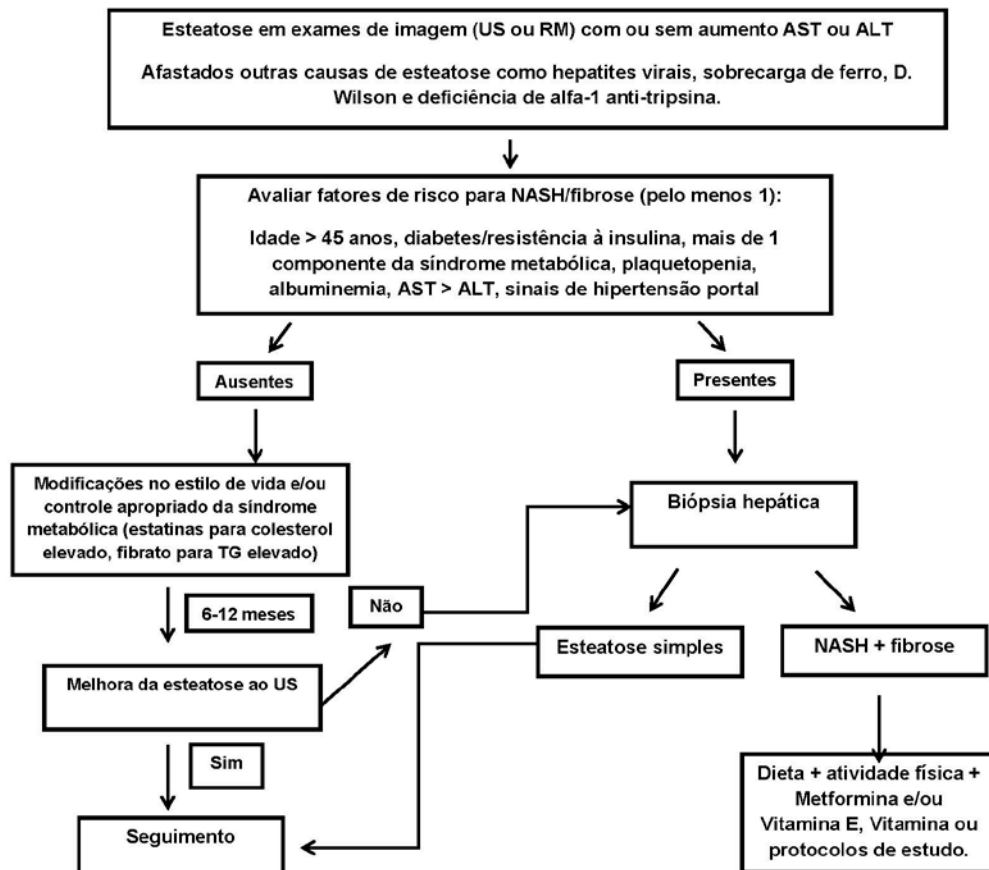 Esteatose em exames de imagem (US ou RM) com ou sem aumento AST ou ALT
Afastados outras causas de esteatose como hepatites virais, sobrecarga de ferro, D.
Wilson e deficiência de alfa-1 anti-tripsina.
Avaliar fatores de risco para NASH/fibrose (pelo menos 1):
Idade > 45 anos, diabetes/resistência à insulina, mais de 1
componente da síndrome metabólica, plaquetopenia,
albuminemia, AST > ALT, sinais de hipertensão portal
Ausentes
Presentes
Modificações no estilo de vida e/ou
controle apropriado da síndrome
metabólica (estatinas para colesterol
elevado, fibrato para TG elevado)
Biópsia hepática
6-12 meses
Não
Melhora da esteatose ao US
Esteatose simples
NASH + fibrose
Sim
Seguimento
Dieta + atividade física +
Metformina e/ou
Vitamina E, Vitamina ou
protocolos de estudo.